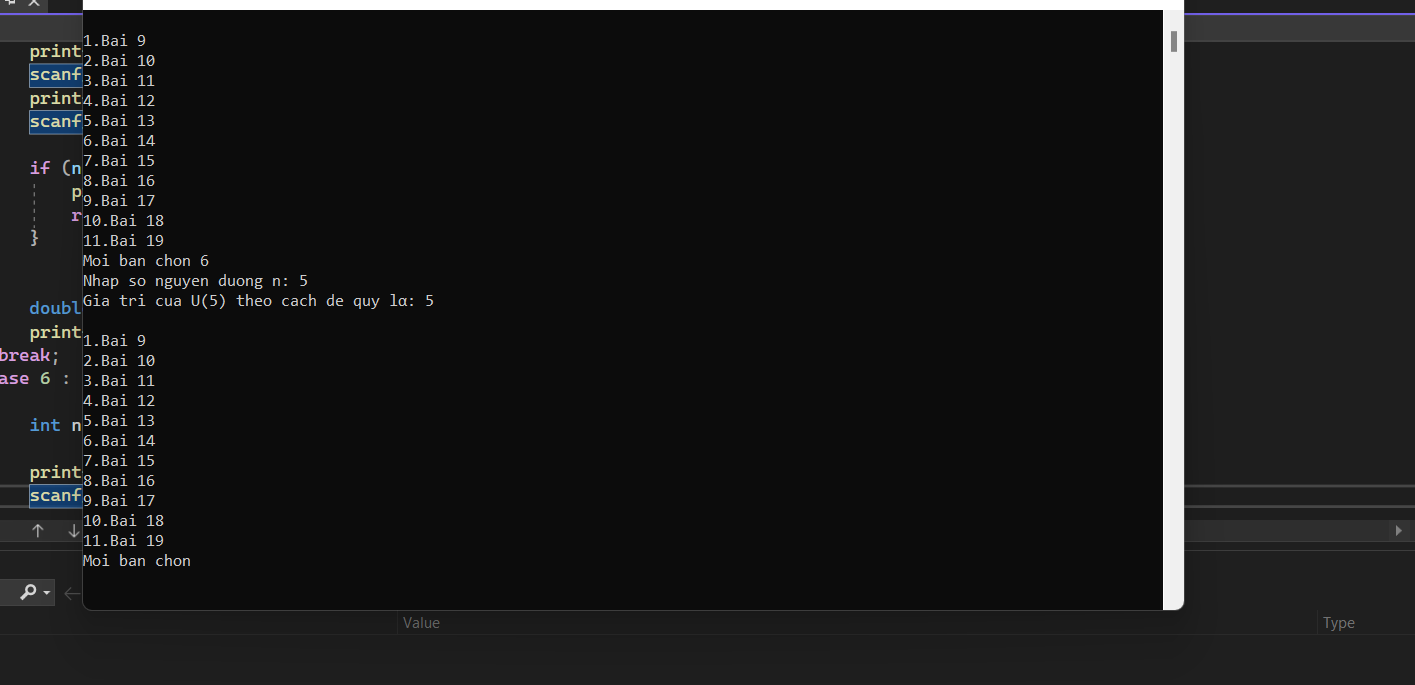 1.Bai 9
print
2.Bai 10
scanf
3.Bai 11
print
4.Bai 12
scanf
5.Bai 13
6.Bai 14
if (n
7.Bai 15
8.Bai 16
p
9.Bai 17
r
10.Bai 18
}
11.Bai 19
Moi ban chon 6
Nhap so nguyen duong n: 5
Gia tri cua U(5) theo cach de quy lα: 5
doubl
print
1.Bai 9
break;
2.Bai 10
ase 6 :
3.Bai 11
4.Bai 12
int n
5.Bai 13
6.Bai 14
7.Bai 15
print
8.Bai 16
scanf
9.Bai 17
10.Bai 18
11.Bai 19
Moi ban chon
Value
Type